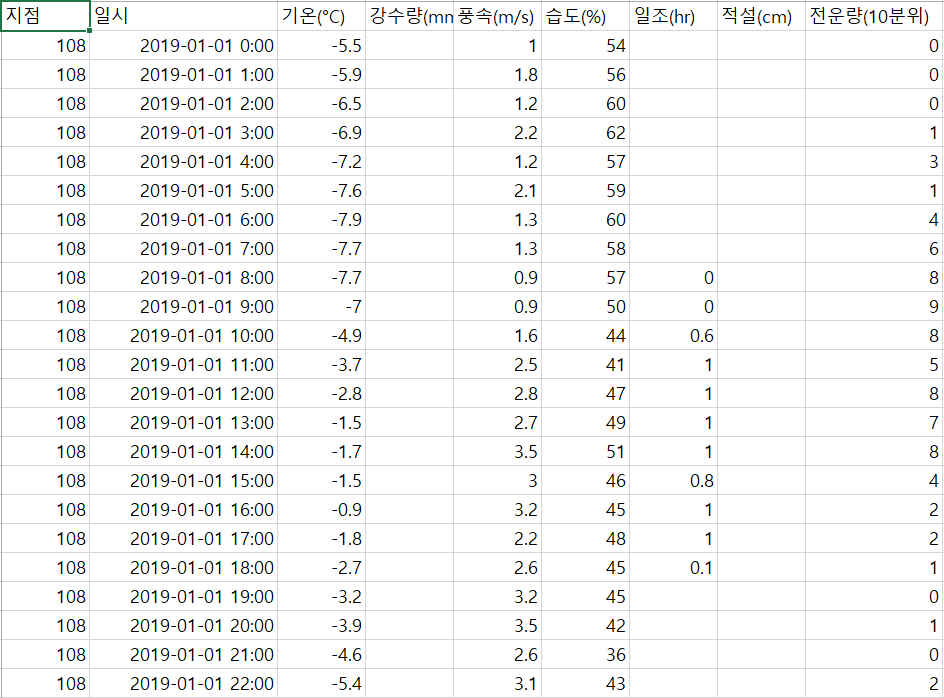 지점 일시 기온(°C) 강수량(mn 풍속(m/s) 습도(%) 일조(hr) 적설(cm) 전운량(10분위)
108 2019-01-01 0:00 -5.5 1 54 0
108 2019-01-01 1:00 -5.9 1.8 56 0
108 2019-01-01 2:00 -6.5 1.2 60 0
108 2019-01-01 3:00 -6.9 2.2 62 1
108 2019-01-01 4:00 -7.2 1.2 57 3
108 2019-01-01 5:00 -7.6 2.1 59 1
108 2019-01-01 6:00 -7.9 1.3 60 4
108 2019-01-01 7:00 -7.7 1.3 58 6
108 2019-01-01 8:00 -7.7 0.9 57 0 8
108 2019-01-01 9:00 -7 0.9 50 0 9
108 2019-01-01 10:00 -4.9 1.6 44 0.6 8
108 2019-01-01 11:00 -3.7 2.5 41 1 5
108 2019-01-01 12:00 -2.8 2.8 47 1 8
108 2019-01-01 13:00 -1.5 2.7 49 1 7
108 2019-01-01 14:00 -1.7 3.5 51 1 8
108 2019-01-01 15:00 -1.5 3 46 0.8 4
108 2019-01-01 16:00 -0.9 3.2 45 1 2
108 2019-01-01 17:00 -1.8 2.2 48 1 2
108 2019-01-01 18:00 -2.7 2.6 45 0.1 1
108 2019-01-01 19:00 -3.2 3.2 45 0
108 2019-01-01 20:00 -3.9 3.5 42 1
108 2019-01-01 21:00 -4.6 2.6 36 0
108 2019-01-01 22:00 -5.4 3.1 43 2